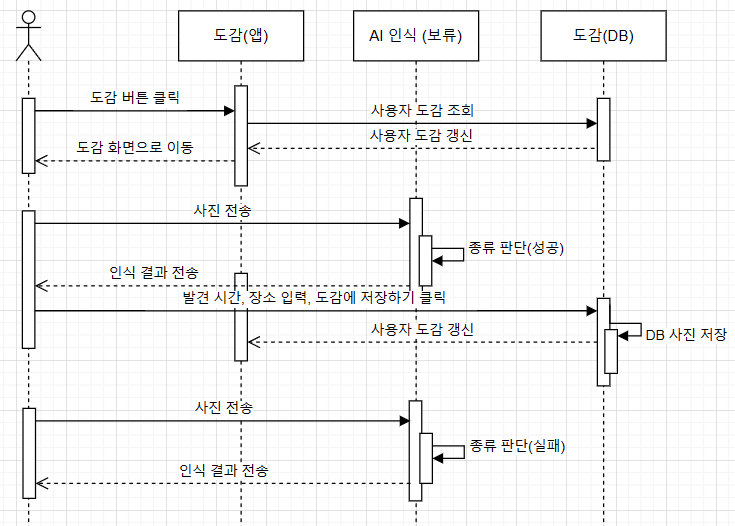 도감(앱)
AI 인식 (보류)
도감(DB)
도감 버튼 클릭
사용자 도감 조회
사용자 도감 갱신
도감 화면으로 이동
사진 전송
종류 판단(성공)
인식 결과 전송
발견 시간, 장소 입력, 도감에 저장하기 클릭
사용자 도감 갱신
DB 사진 저장
사진 전송
종류 판단(실패)
인식 결과 전송